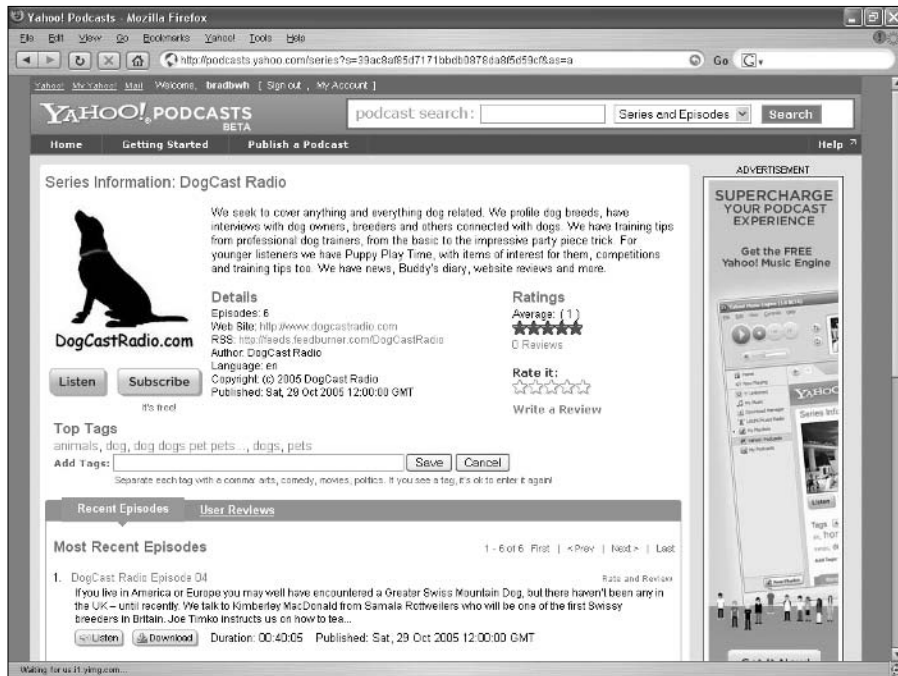 Yahoo! Podcasts - Mozilla Firefox
File Edit View Go Bookmarks Yahoo! Tools Help
http://podcasts.yahoo.com/series?s=39ac8af85d7171bbdb0878da8f5d59cf&as=a
Go
Yahoo! My Yahoo! Mail Welcome, bradbwh [ Sign out , My Account ]
YAHOO! PODCASTS
BETA
podcast search: Series and Episodes Search
Home Getting Started Publish a Podcast Help
ADVERTISEMENT
Series Information: DogCast Radio
We seek to cover anything and everything dog related. We profile dog breeds, have
interviews with dog owners, breeders and others connected with dogs. We have training tips
from professional dog trainers, from the basic to the impressive party piece trick. For
younger listeners we have Puppy Play Time, with items of interest for them, competitions
and training tips too. We have news, Buddy's diary, website reviews and more.
DogCastRadio.com
Listen Subscribe
It's free!
Details
Episodes: 6
Web Site: http://www.dogcastradio.com
RSS: http://feeds.feedburner.com/DogCastRadio
Author: DogCast Radio
Language: en
Copyright: (c) 2005 DogCast Radio
Published: Sat, 29 Oct 2005 12:00:00 GMT
Ratings
Average: ( 1 )
0 Reviews
Rate it:
Write a Review
Top Tags
animals, dog, dog dogs pet pets ..., dogs, pets
Add Tags: Save Cancel
Separate each tag with a comma: arts, comedy, movies, politics. If you see a tag, it's ok to enter it again!
Recent Episodes User Reviews
Most Recent Episodes
1 - 6 of 6 First | < Prev | Next > | Last
1. DogCast Radio Episode 04
Rate and Review
If you live in America or Europe you may well have encountered a Greater Swiss Mountain Dog, but there haven't been any in
the UK – until recently. We talk to Kimberley MacDonald from Samala Rottweilers who will be one of the first Swissy
breeders in Britain. Joe Timko instructs us on how to tea...
Listen Download Duration: 00:40:05 Published: Sat, 29 Oct 2005 12:00:00 GMT
SUPERCHARGE
YOUR PODCAST
EXPERIENCE
Get the FREE
Yahoo! Music Engine
YAHOO
Series Info
Listen
Tags
Get It Now!
Waiting for us.i1.yimg.com...